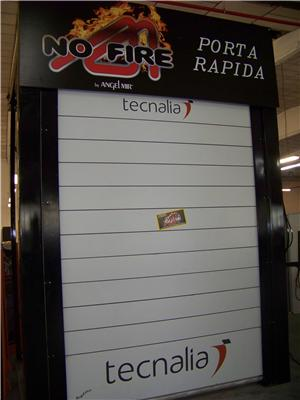 NO FIRE
by ANGEL MIR
PORTA
RAPIDA
tecnalia
tecnalia